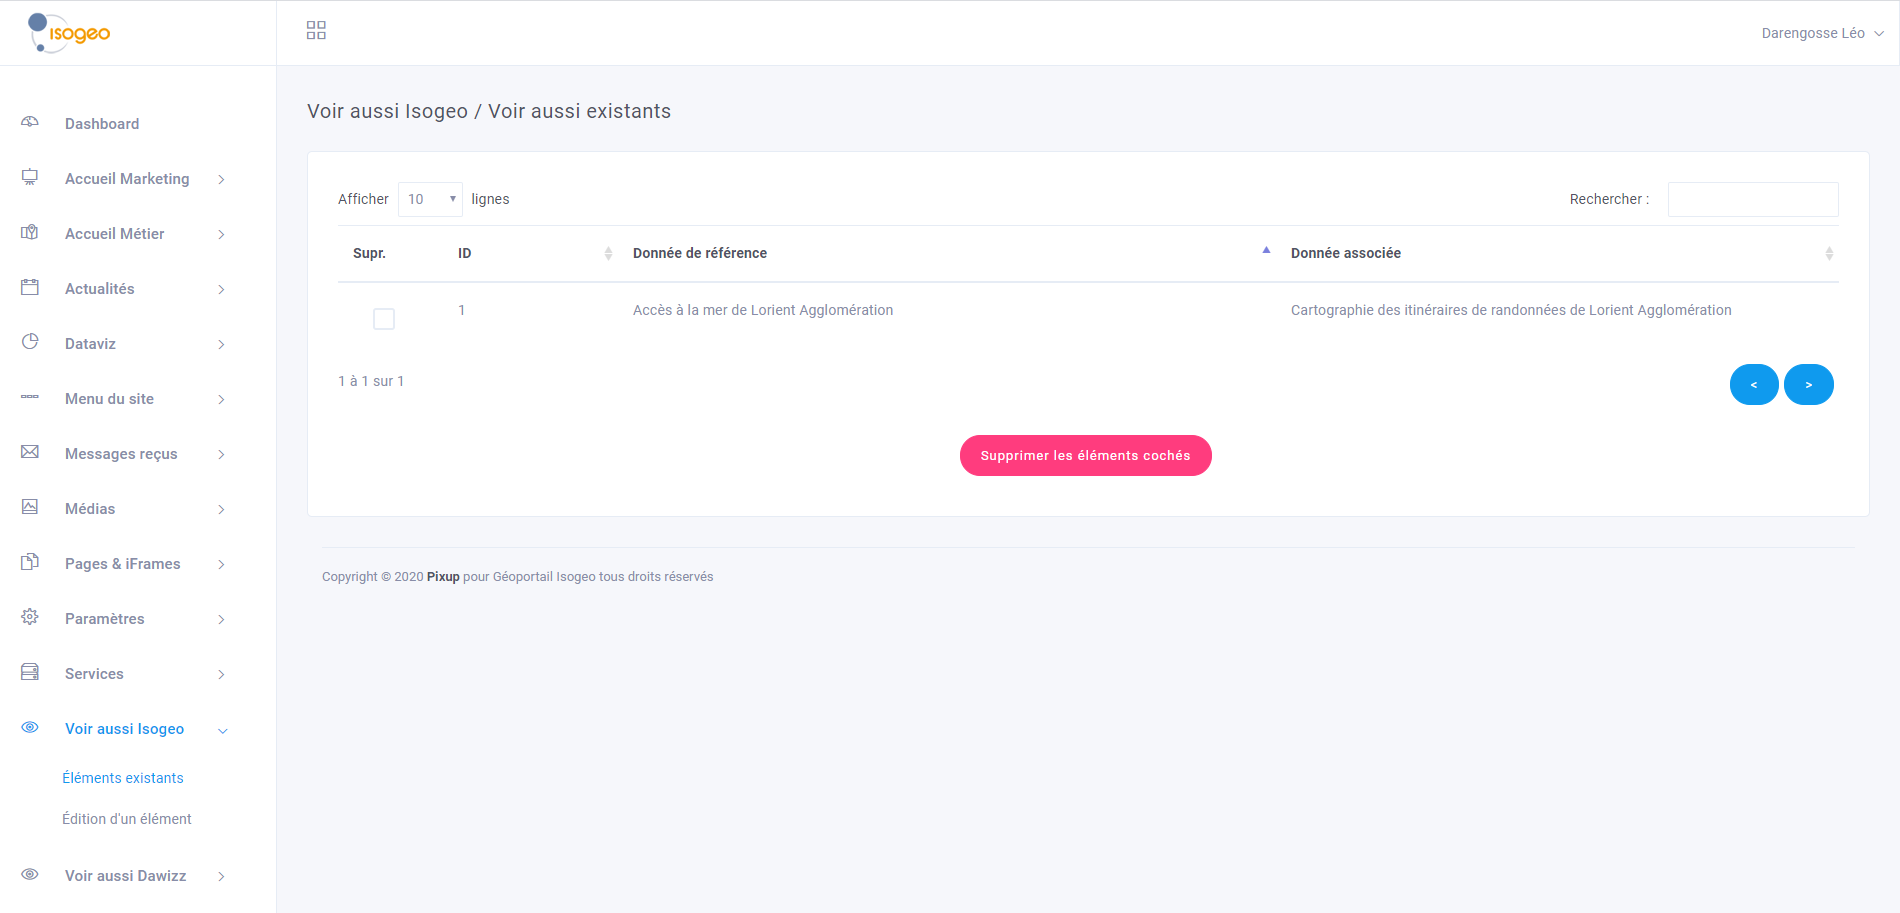 isogeo
Darengosse Léo
Dashboard
Accueil Marketing
Accueil Métier
Actualités
Dataviz
Menu du site
Messages reçus
Médias
Pages & iFrames
Paramètres
Services
Voir aussi Isogeo
Éléments existants
Édition d'un élément
Voir aussi Dawizz
Voir aussi Isogeo / Voir aussi existants
Afficher 10 lignes
Rechercher :
Supr. ID Donnée de référence Donnée associée
1 Accès à la mer de Lorient Agglomération Cartographie des itinéraires de randonnées de Lorient Agglomération
1 à 1 sur 1
< >
Supprimer les éléments cochés
Copyright © 2020 Pixup pour Géoportail Isogeo tous droits réservés